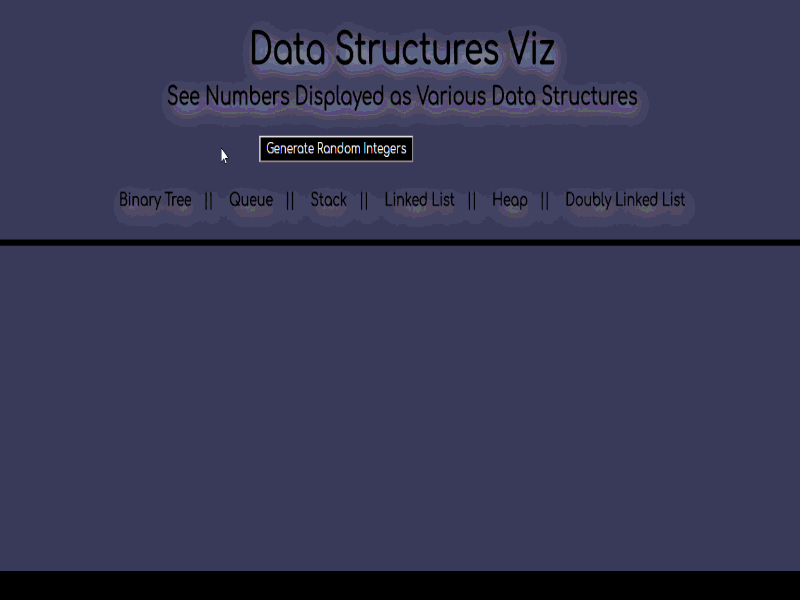 Data Structures Viz
See Numbers Displayed as Various Data Structures
Generate Random Integers
Binary Tree || Queue || Stack || Linked List || Heap || Doubly Linked List